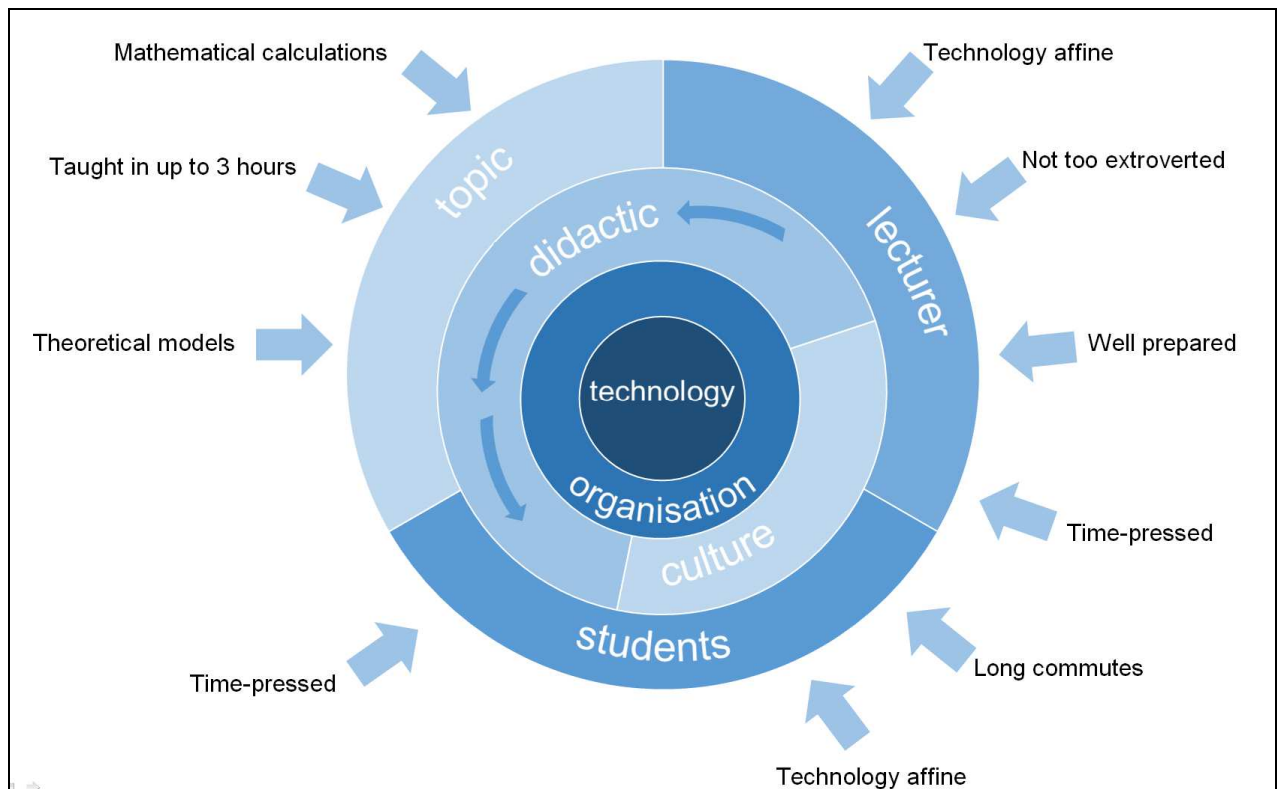 Mathematical calculations
Technology affine
Taught in up to 3 hours
Not too extroverted
topic
didactic
lecturer
Theoretical models
technology
Well prepared
organisation
culture
Time-pressed
students
Time-pressed
Long commutes
Technology affine